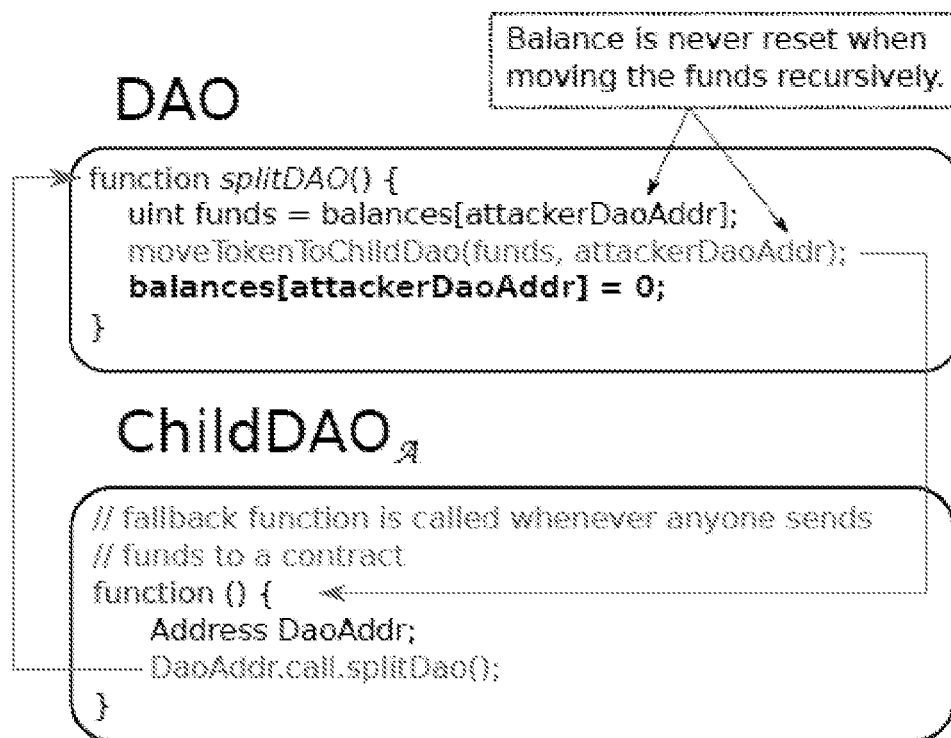 Balance is never reset when
moving the funds recursively.
DAO
function splitDAO() {
uint funds = balances[attackerDaoAddr];
moveTokenToChildDao(funds, attackerDaoAddr);
balances[attackerDaoAddr] = 0;
}
ChildDAO𝒜
// fallback function is called whenever anyone sends
// funds to a contract
function () {
Address DaoAddr;
DaoAddr.call.splitDao();
}